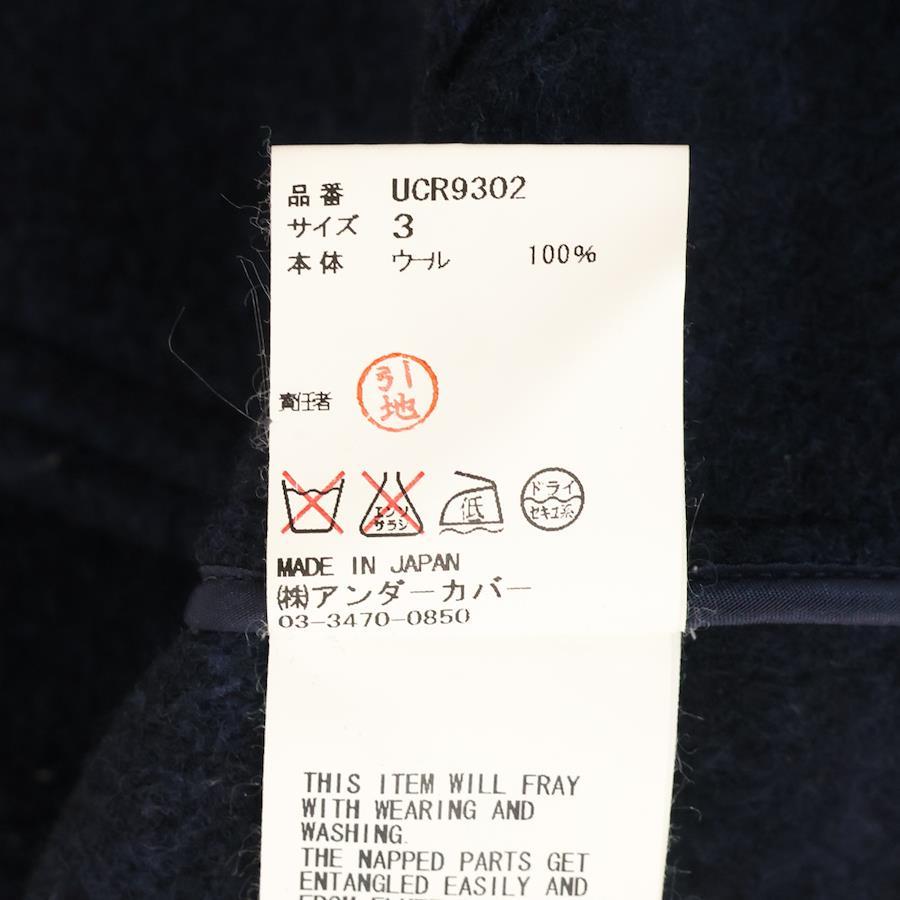 品番 UCR9302
サイズ 3
本体 ウール 100%
責任者 引地
エンソ
サラシ
低
ドライ
セキユ系
MADE IN JAPAN
(株)アンダーカバー
03-3470-0850
THIS ITEM WILL FRAY
WITH WEARING AND
WASHING.
THE NAPPED PARTS GET
ENTANGLED EASILY AND